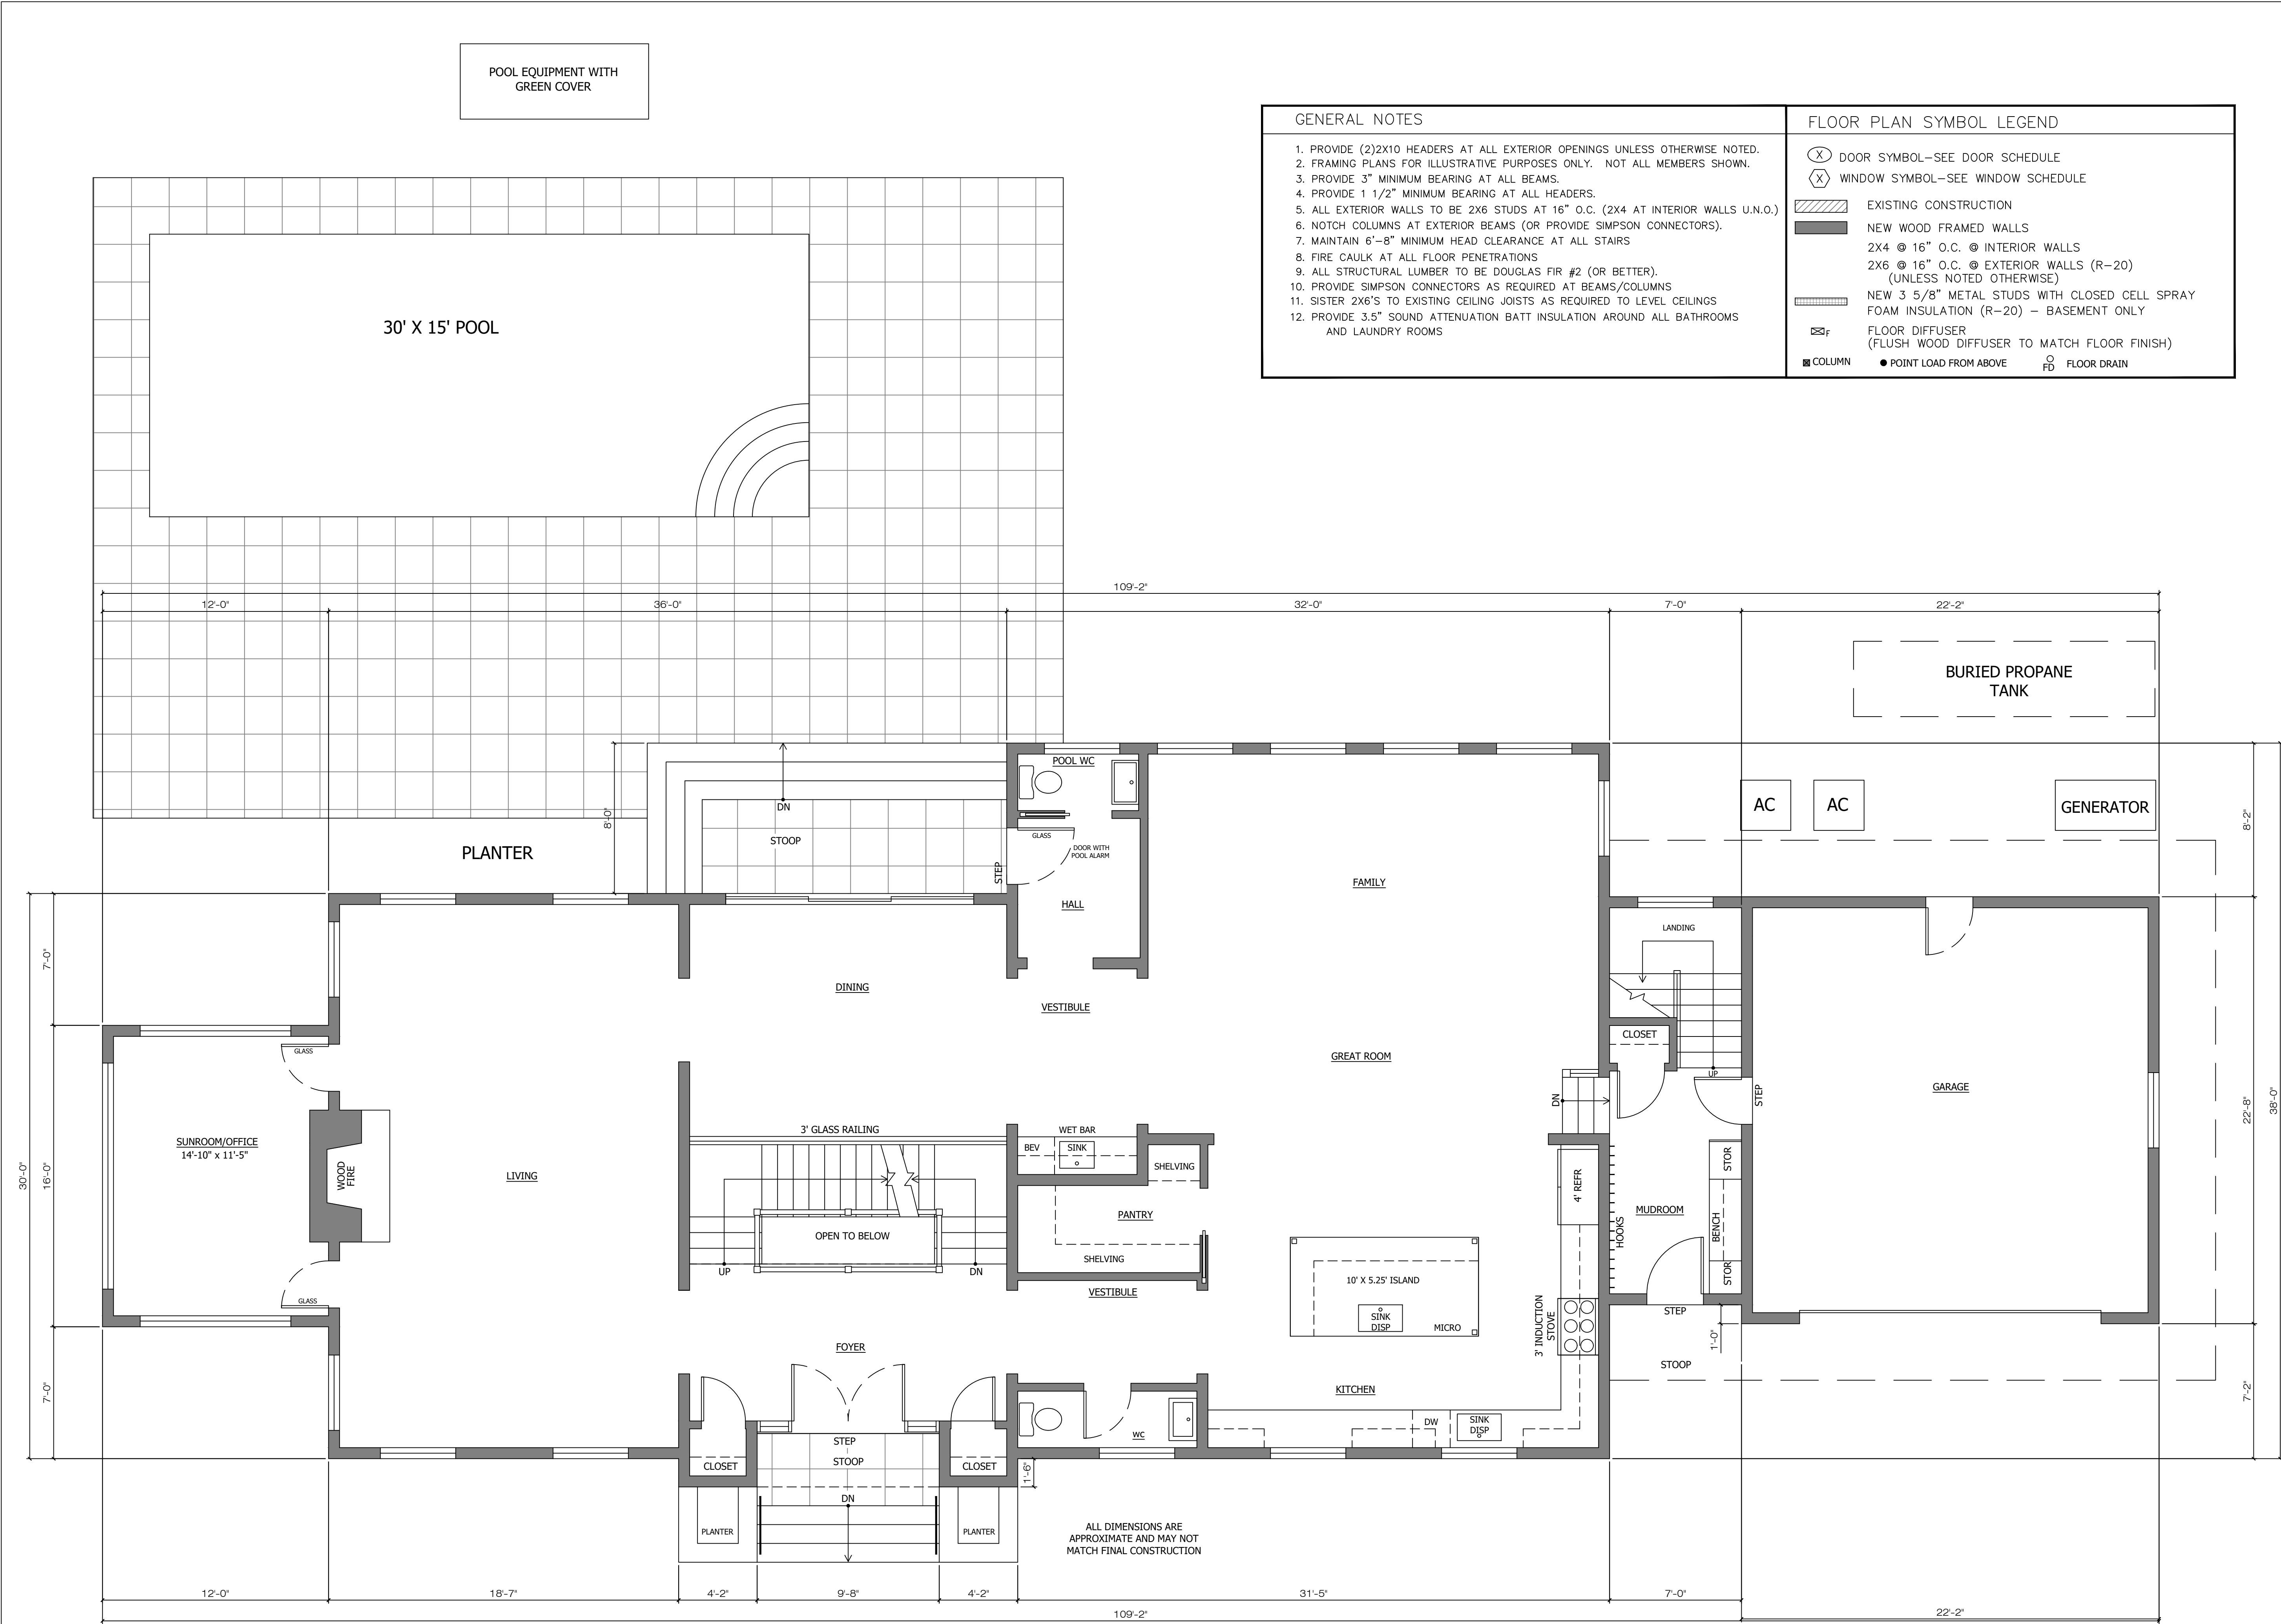 POOL EQUIPMENT WITH
GREEN COVER
GENERAL NOTES
1. PROVIDE (2)2X10 HEADERS AT ALL EXTERIOR OPENINGS UNLESS OTHERWISE NOTED.
2. FRAMING PLANS FOR ILLUSTRATIVE PURPOSES ONLY. NOT ALL MEMBERS SHOWN.
3. PROVIDE 3" MINIMUM BEARING AT ALL BEAMS.
4. PROVIDE 1 1/2" MINIMUM BEARING AT ALL HEADERS.
5. ALL EXTERIOR WALLS TO BE 2X6 STUDS AT 16" O.C. (2X4 AT INTERIOR WALLS U.N.O.)
6. NOTCH COLUMNS AT EXTERIOR BEAMS (OR PROVIDE SIMPSON CONNECTORS).
7. MAINTAIN 6'-8" MINIMUM HEAD CLEARANCE AT ALL STAIRS
8. FIRE CAULK AT ALL FLOOR PENETRATIONS
9. ALL STRUCTURAL LUMBER TO BE DOUGLAS FIR #2 (OR BETTER).
10. PROVIDE SIMPSON CONNECTORS AS REQUIRED AT BEAMS/COLUMNS
11. SISTER 2X6'S TO EXISTING CEILING JOISTS AS REQUIRED TO LEVEL CEILINGS
12. PROVIDE 3.5" SOUND ATTENUATION BATT INSULATION AROUND ALL BATHROOMS
AND LAUNDRY ROOMS
FLOOR PLAN SYMBOL LEGEND
X DOOR SYMBOL-SEE DOOR SCHEDULE
X WINDOW SYMBOL-SEE WINDOW SCHEDULE
EXISTING CONSTRUCTION
NEW WOOD FRAMED WALLS
2X4 @ 16" O.C. @ INTERIOR WALLS
2X6 @ 16" O.C. @ EXTERIOR WALLS (R-20)
(UNLESS NOTED OTHERWISE)
NEW 3 5/8" METAL STUDS WITH CLOSED CELL SPRAY
FOAM INSULATION (R-20) - BASEMENT ONLY
F FLOOR DIFFUSER
(FLUSH WOOD DIFFUSER TO MATCH FLOOR FINISH)
COLUMN
POINT LOAD FROM ABOVE
FD FLOOR DRAIN
30' X 15' POOL
109'-2"
12'-0"
36'-0"
32'-0"
7'-0"
22'-2"
BURIED PROPANE
TANK
AC
AC
GENERATOR
8'-2"
8'-0"
DN
STOOP
PLANTER
POOL WC
GLASS
DOOR WITH
POOL ALARM
STEP
HALL
FAMILY
LANDING
7'-0"
DINING
VESTIBULE
CLOSET
GREAT ROOM
GLASS
UP
DN
STEP
GARAGE
22'-8"
38'-0"
30'-0"
16'-0"
SUNROOM/OFFICE
14'-10" x 11'-5"
WOOD
FIRE
LIVING
3' GLASS RAILING
WET BAR
BEV
SINK
SHELVING
PANTRY
SHELVING
OPEN TO BELOW
UP
DN
4' REFR
HOOKS
MUDROOM
STOR
BENCH
STOR
VESTIBULE
10' X 5.25' ISLAND
SINK
DISP
MICRO
3' INDUCTION
STOVE
GLASS
STEP
1'-0"
STOOP
FOYER
KITCHEN
7'-0"
7'-2"
WC
DW
SINK
DISP
STEP
STOOP
CLOSET
CLOSET
1'-6"
DN
PLANTER
PLANTER
ALL DIMENSIONS ARE
APPROXIMATE AND MAY NOT
MATCH FINAL CONSTRUCTION
12'-0"
18'-7"
4'-2"
9'-8"
4'-2"
31'-5"
7'-0"
109'-2"
22'-2"